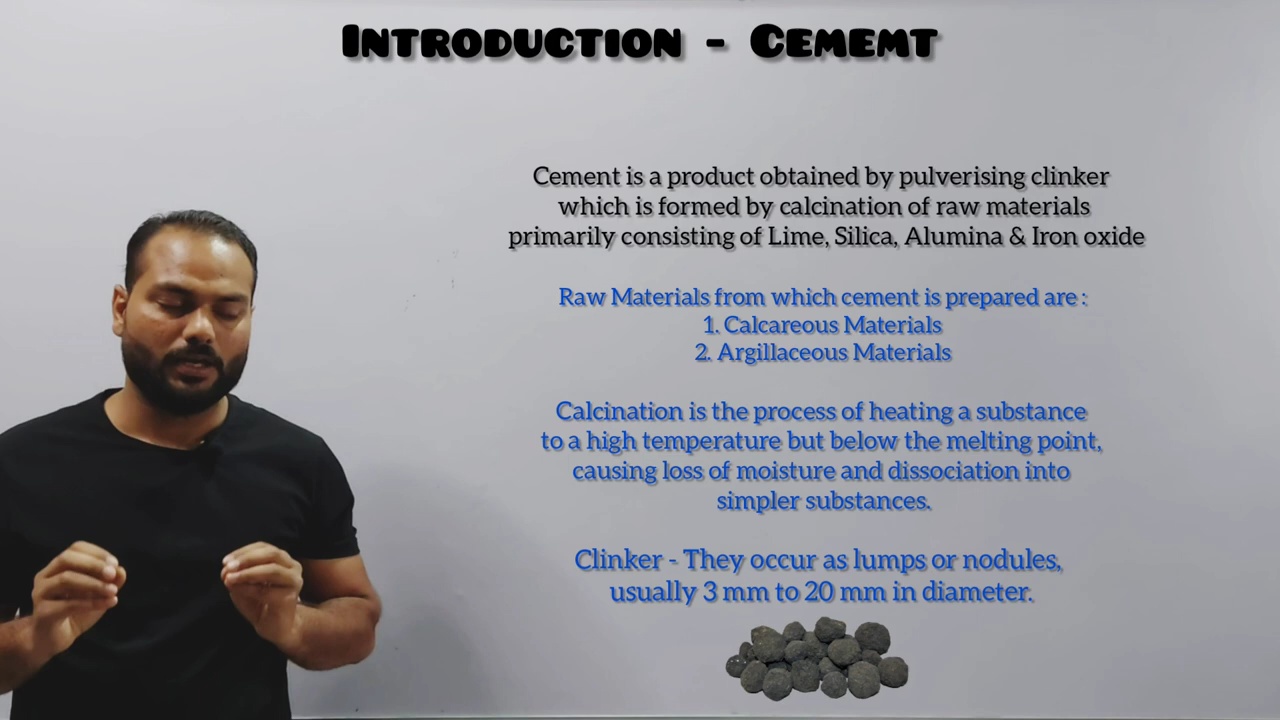 Introduction - Cememt
Cement is a product obtained by pulverising clinker
which is formed by calcination of raw materials
primarily consisting of Lime, Silica, Alumina & Iron oxide
Raw Materials from which cement is prepared are :
1. Calcareous Materials
2. Argillaceous Materials
Calcination is the process of heating a substance
to a high temperature but below the melting point,
causing loss of moisture and dissociation into
simpler substances.
Clinker - They occur as lumps or nodules,
usually 3 mm to 20 mm in diameter.